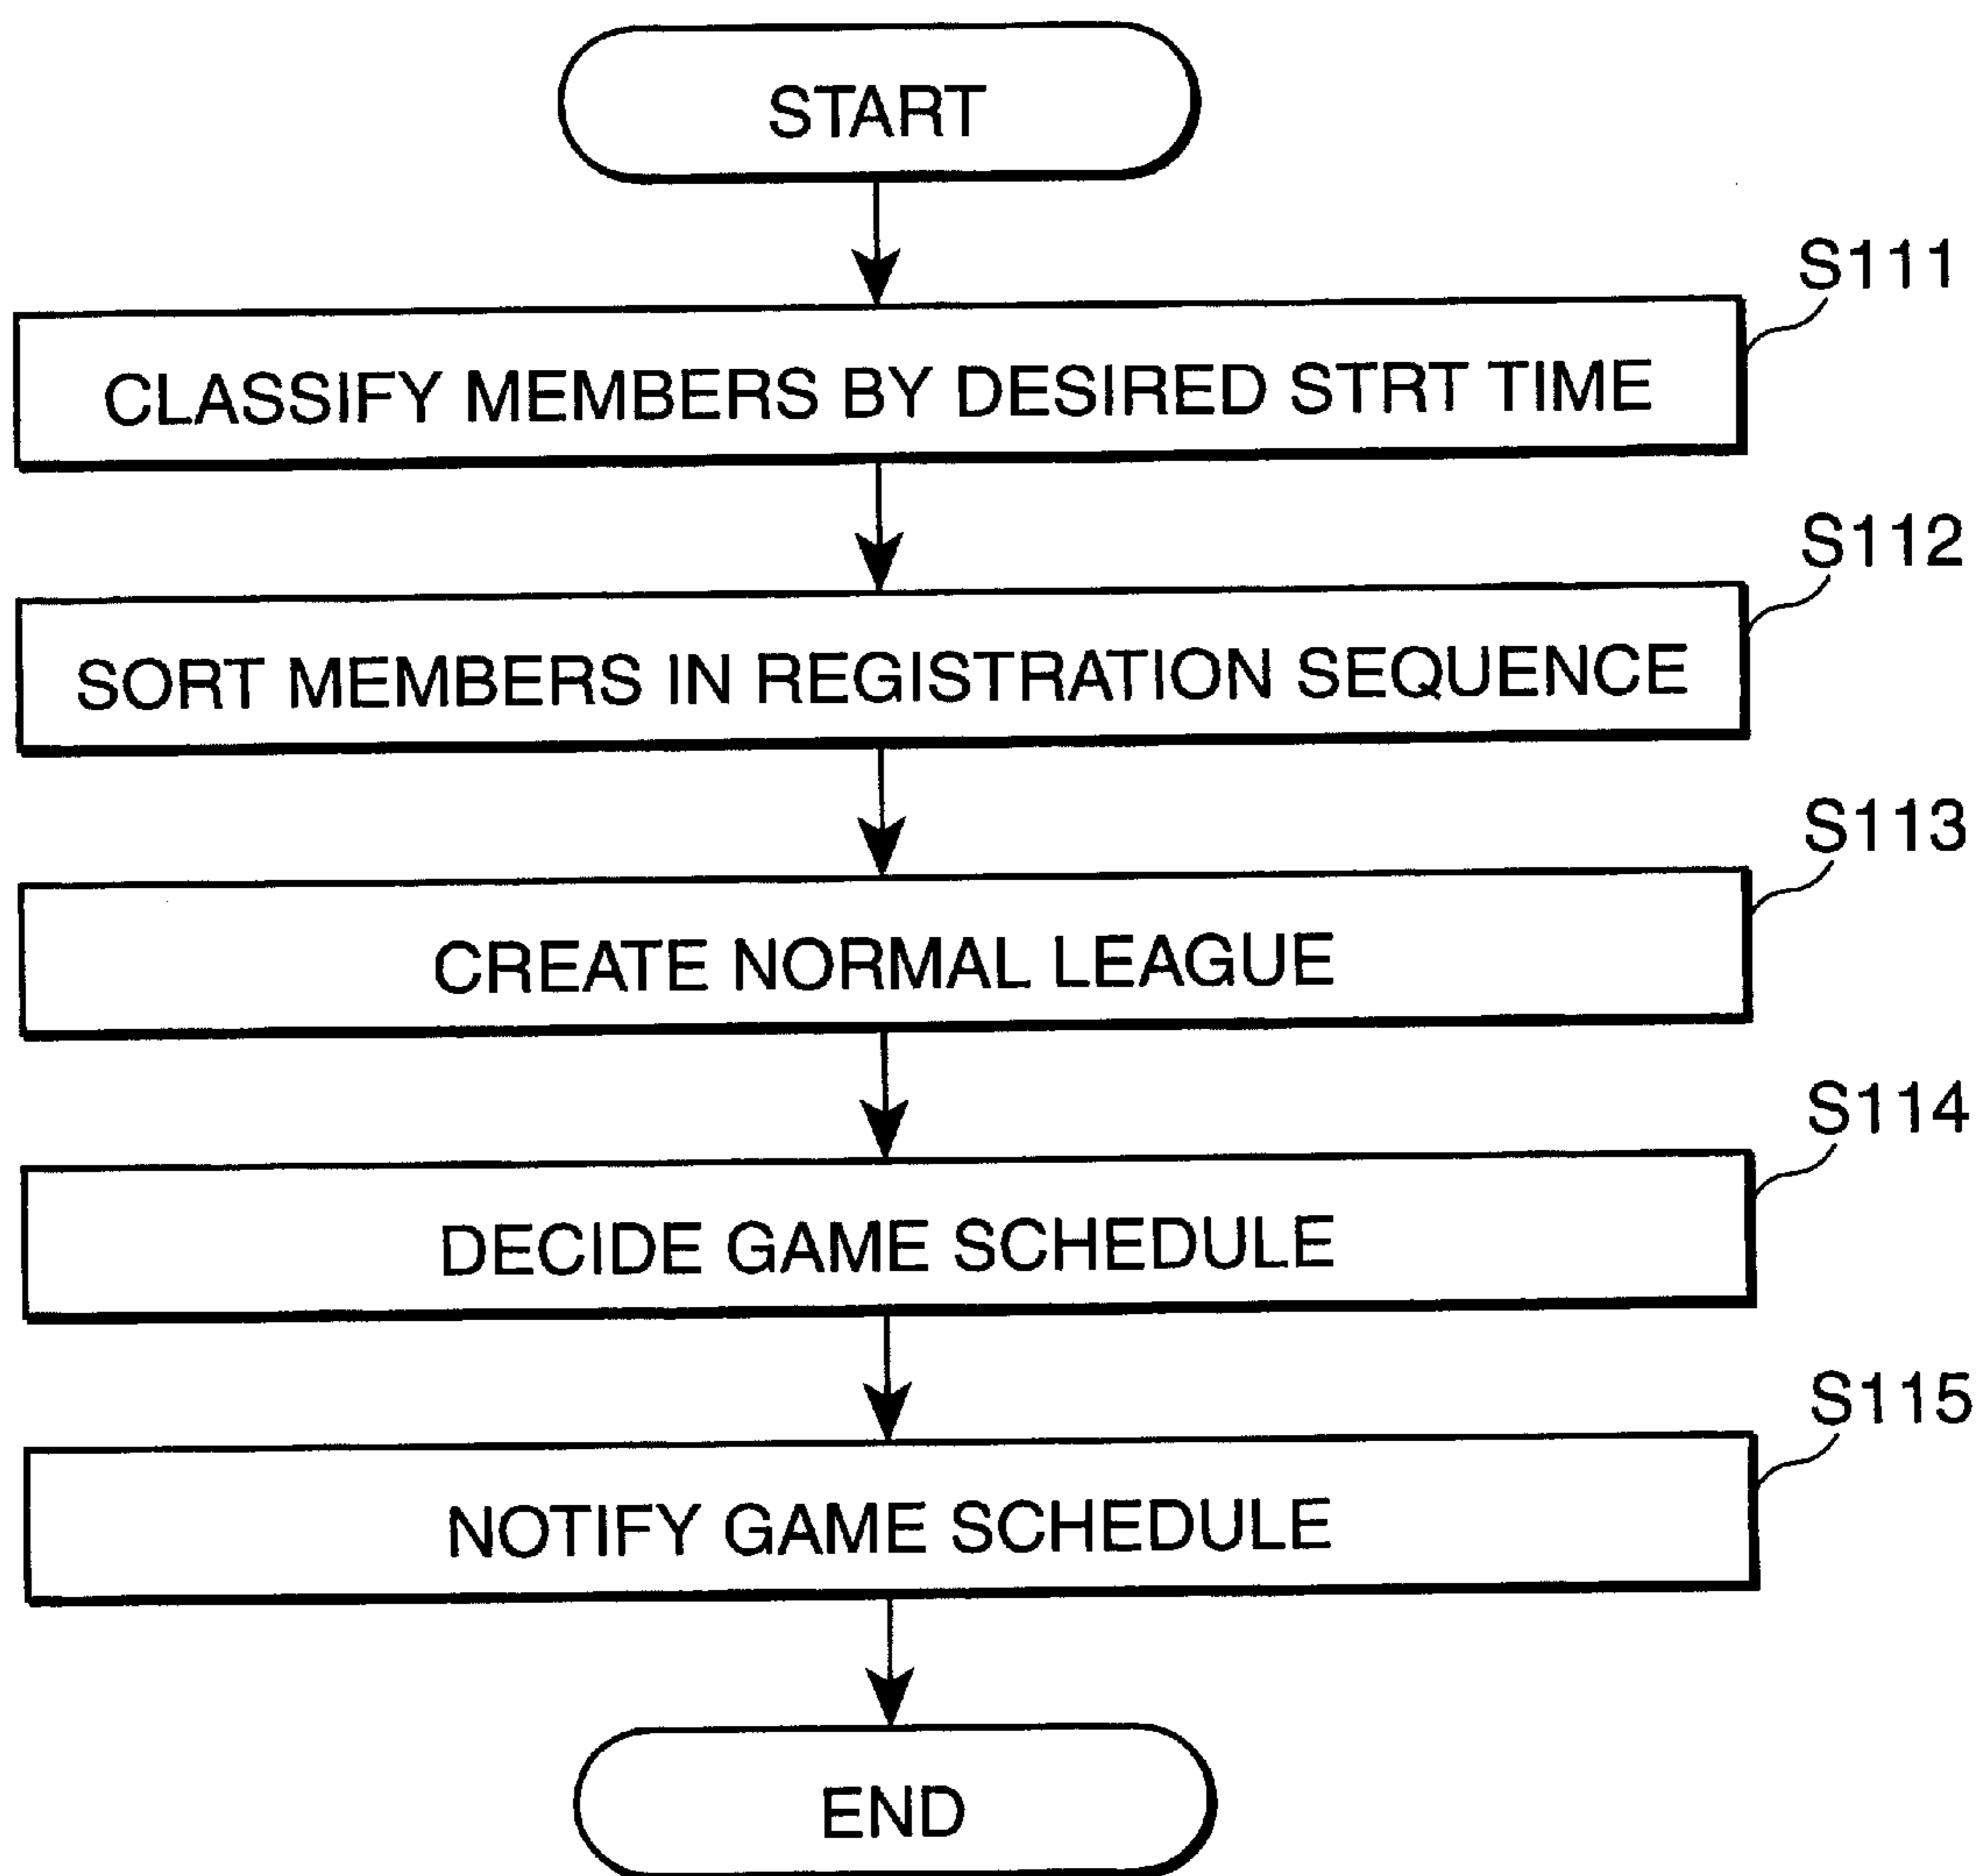 START
S111
CLASSIFY MEMBERS BY DESIRED STRT TIME
S112
SORT MEMBERS IN REGISTRATION SEQUENCE
S113
CREATE NORMAL LEAGUE
S114
DECIDE GAME SCHEDULE
S115
NOTIFY GAME SCHEDULE
END